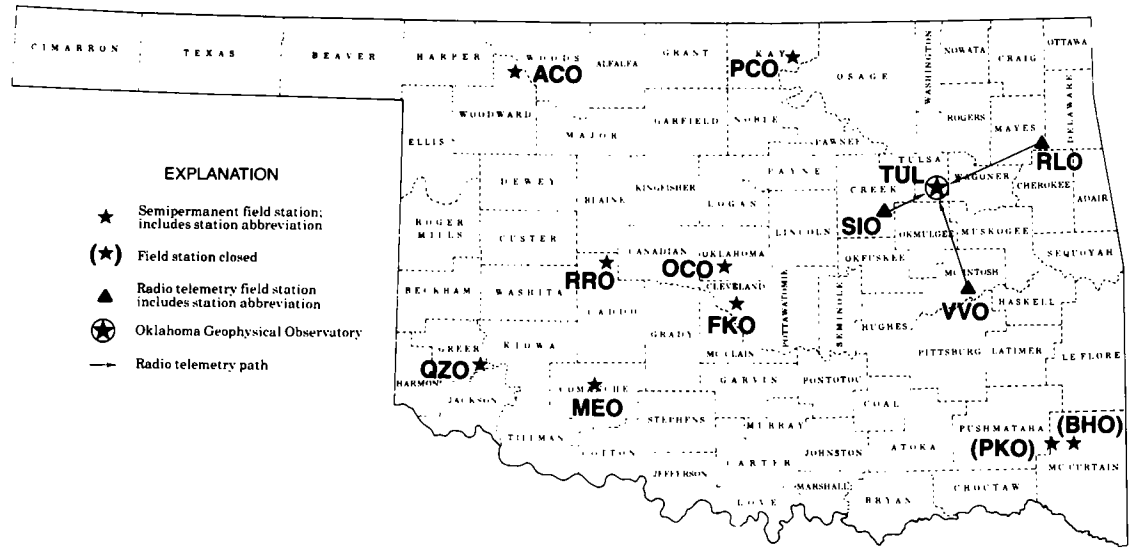 OTTAWA
CIMARRON TEXAS BEAVER HARPER WOODS ALFALFA GRANT KAY NOWATA CRAIG
ACO PCO OSAGE WASHINGTON
WOODWARD ROGERS MAYES DELAWARE
ELLIS MAJOR GARFIELD NOBLE PAWNEE
RLO
EXPLANATION
TULSA
TUL WAGONER
DEWEY KINGFISHER PAYNE CREEK CHEROKEE
BLAINE LOGAN ADAIR
Semipermanent field station;
includes station abbreviation
ROGER
MILLS
CUSTER LINCOLN SIO OKMULGEE MUSKOGEE
(★) Field station closed
CANADIAN OKLAHOMA OKFUSKEE SEQUOYAH
RRO OCO McINTOSH
Radio telemetry field station
includes station abbreviation
BECKHAM WASHITA CADDO CLEVELAND POTTAWATOMIE SEMINOLE HASKELL
FKO VVO
Oklahoma Geophysical Observatory
GRADY HUGHES
GREER KIOWA McCLAIN PITTSBURG LATIMER LE FLORE
Radio telemetry path
QZO
HARMON COMANCHE GARVIN PONTOTOC
JACKSON MEO COAL
STEPHENS MURRAY PUSHMATAHA (BHO)
TILLMAN ATOKA (PKO)
COTTON JOHNSTON McCURTAIN
JEFFERSON CARTER
MARSHALL CHOCTAW
LOVE BRYAN